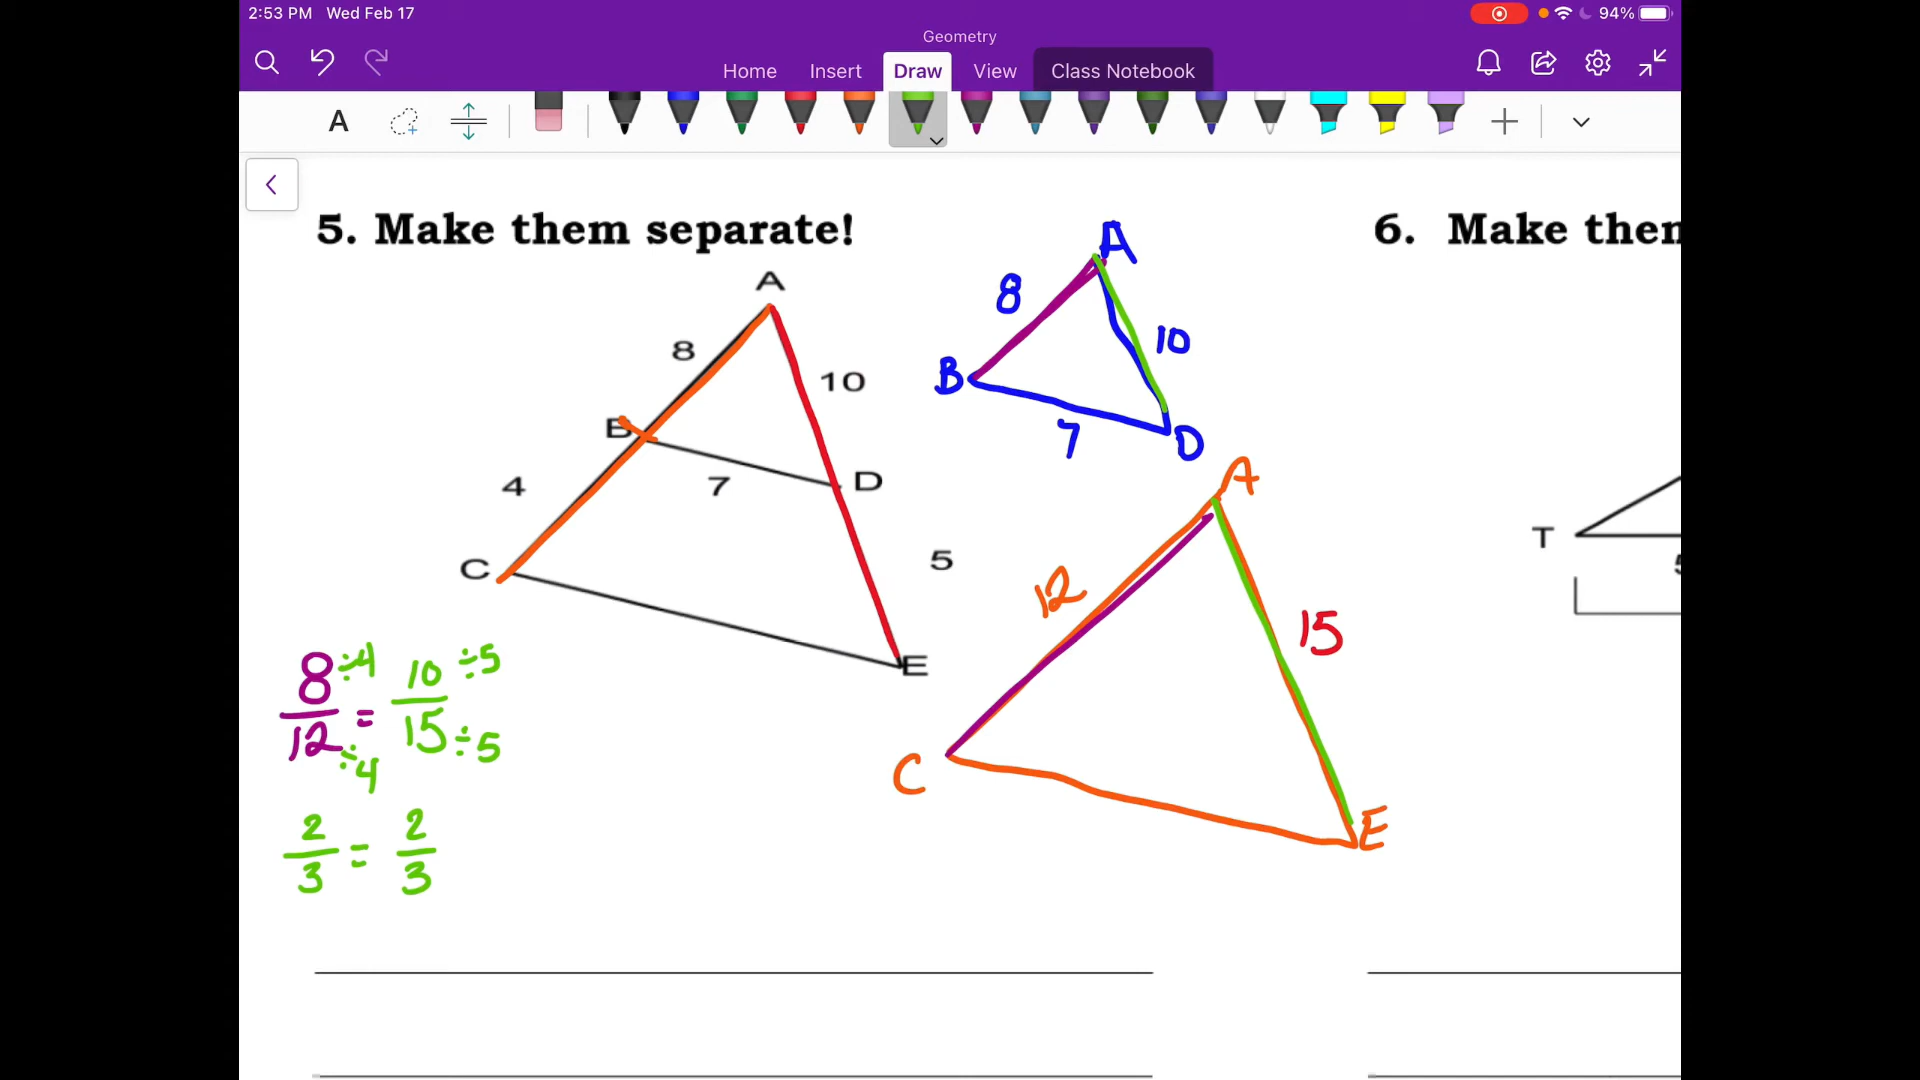 2:53 PM Wed Feb 17
94%
Geometry
Home Insert Draw View Class Notebook
A
5. Make them separate!
6. Make then
A
8
10
B
D
7
4
C
5
E
A
8
10
B
7
D
A
12
15
C
E
T
8 ÷4 = 10 ÷5
12 ÷4 15 ÷5
2 = 2
3 3